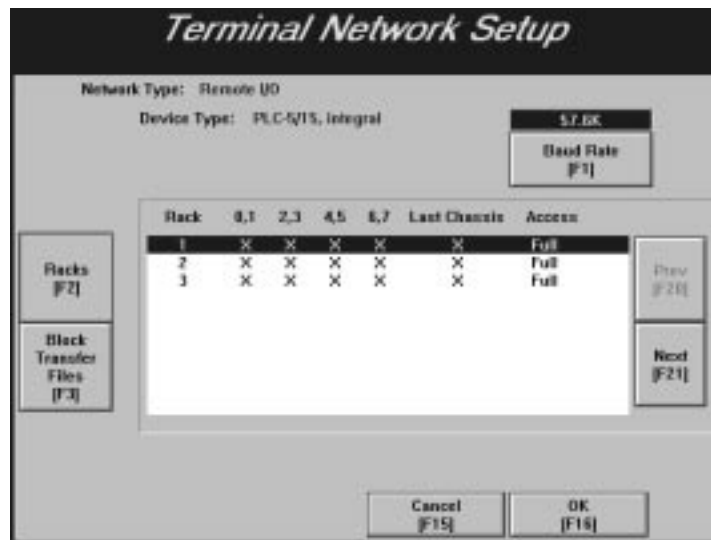 Terminal Network Setup
Network Type: Remote I/O
Device Type: PLC-5/15, integral
57.6K
Baud Rate
[F1]
Rack 0,1 2,3 4,5 6,7 Last Chassis Access
1 X X X X X Full
2 X X X X X Full
3 X X X X X Full
Racks
[F2]
Block
Transfer
Files
[F3]
Prev
[F20]
Next
[F21]
Cancel
[F15]
OK
[F16]